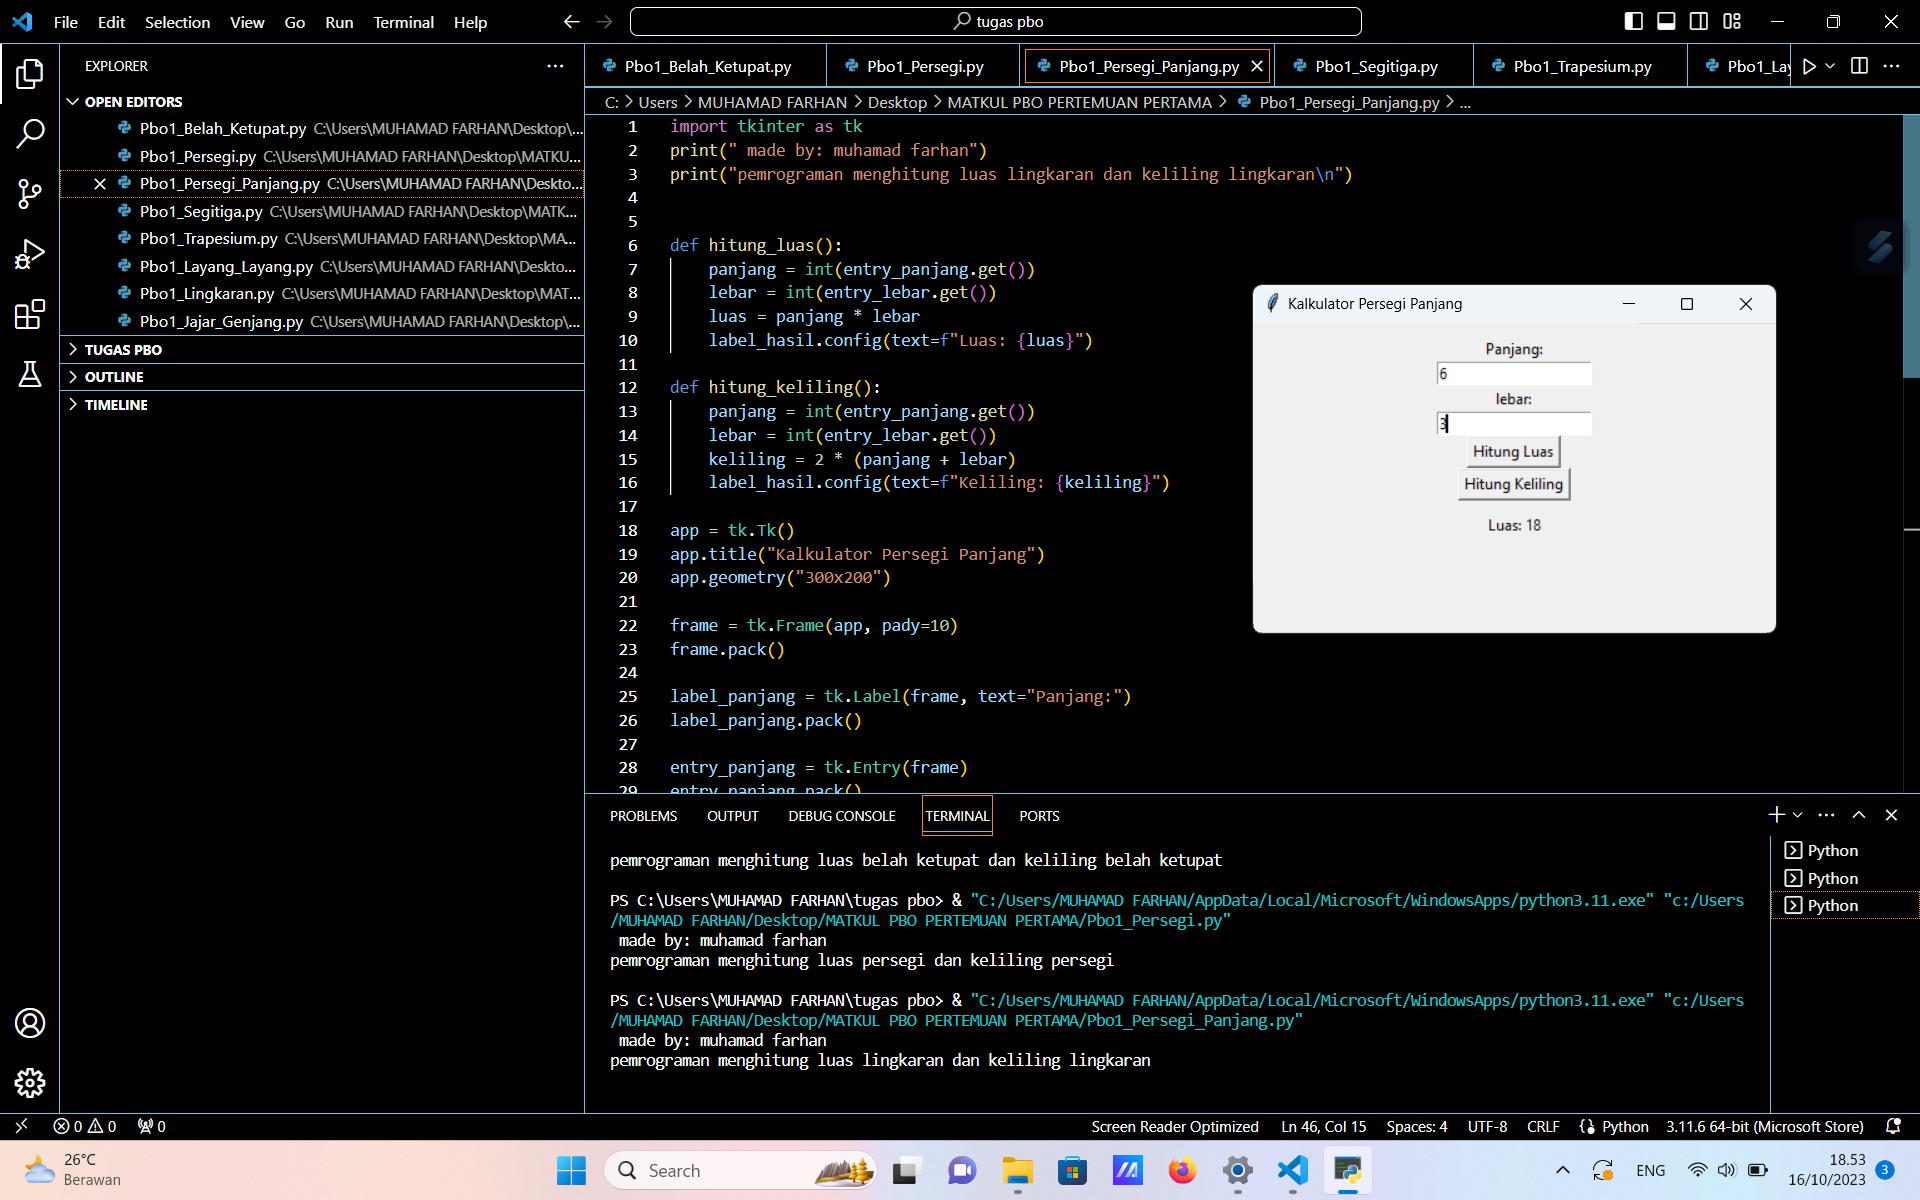 File Edit Selection View Go Run Terminal Help
tugas pbo
EXPLORER
OPEN EDITORS
Pbo1_Belah_Ketupat.py C:\Users\MUHAMAD FARHAN\Desktop\...
Pbo1_Persegi.py C:\Users\MUHAMAD FARHAN\Desktop\MATKU...
Pbo1_Persegi_Panjang.py C:\Users\MUHAMAD FARHAN\Deskto...
Pbo1_Segitiga.py C:\Users\MUHAMAD FARHAN\Desktop\MATK...
Pbo1_Trapesium.py C:\Users\MUHAMAD FARHAN\Desktop\MA...
Pbo1_Layang_Layang.py C:\Users\MUHAMAD FARHAN\Deskto...
Pbo1_Lingkaran.py C:\Users\MUHAMAD FARHAN\Desktop\MAT...
Pbo1_Jajar_Genjang.py C:\Users\MUHAMAD FARHAN\Desktop\...
TUGAS PBO
OUTLINE
TIMELINE
Pbo1_Belah_Ketupat.py Pbo1_Persegi.py Pbo1_Persegi_Panjang.py Pbo1_Segitiga.py Pbo1_Trapesium.py Pbo1_Lay
C: > Users > MUHAMAD FARHAN > Desktop > MATKUL PBO PERTEMUAN PERTAMA > Pbo1_Persegi_Panjang.py > ...
1 import tkinter as tk
2 print(" made by: muhamad farhan")
3 print("pemrograman menghitung luas lingkaran dan keliling lingkaran\n")
4
5
6 def hitung_luas():
7     panjang = int(entry_panjang.get())
8     lebar = int(entry_lebar.get())
9     luas = panjang * lebar
10     label_hasil.config(text=f"Luas: {luas}")
11
12 def hitung_keliling():
13     panjang = int(entry_panjang.get())
14     lebar = int(entry_lebar.get())
15     keliling = 2 * (panjang + lebar)
16     label_hasil.config(text=f"Keliling: {keliling}")
17
18 app = tk.Tk()
19 app.title("Kalkulator Persegi Panjang")
20 app.geometry("300x200")
21
22 frame = tk.Frame(app, pady=10)
23 frame.pack()
24
25 label_panjang = tk.Label(frame, text="Panjang:")
26 label_panjang.pack()
27
28 entry_panjang = tk.Entry(frame)
29 entry_panjang.pack()
Kalkulator Persegi Panjang
Panjang:
6
lebar:
3
Hitung Luas
Hitung Keliling
Luas: 18
PROBLEMS OUTPUT DEBUG CONSOLE TERMINAL PORTS
pemrograman menghitung luas belah ketupat dan keliling belah ketupat
PS C:\Users\MUHAMAD FARHAN\tugas pbo> & "C:/Users/MUHAMAD FARHAN/AppData/Local/Microsoft/WindowsApps/python3.11.exe" "c:/Users
/MUHAMAD FARHAN/Desktop/MATKUL PBO PERTEMUAN PERTAMA/Pbo1_Persegi.py"
made by: muhamad farhan
pemrograman menghitung luas persegi dan keliling persegi
PS C:\Users\MUHAMAD FARHAN\tugas pbo> & "C:/Users/MUHAMAD FARHAN/AppData/Local/Microsoft/WindowsApps/python3.11.exe" "c:/Users
/MUHAMAD FARHAN/Desktop/MATKUL PBO PERTEMUAN PERTAMA/Pbo1_Persegi_Panjang.py"
made by: muhamad farhan
pemrograman menghitung luas lingkaran dan keliling lingkaran
Python
Python
Python
0 0 0 Screen Reader Optimized Ln 46, Col 15 Spaces: 4 UTF-8 CRLF Python 3.11.6 64-bit (Microsoft Store)
26°C
Berawan
Search
ENG
18.53
16/10/2023
3